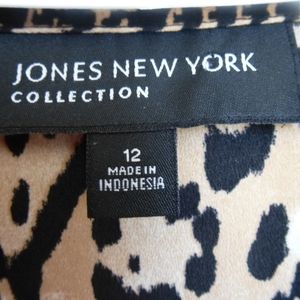 JONES NEW YORK
COLLECTION
12
MADE IN
INDONESIA